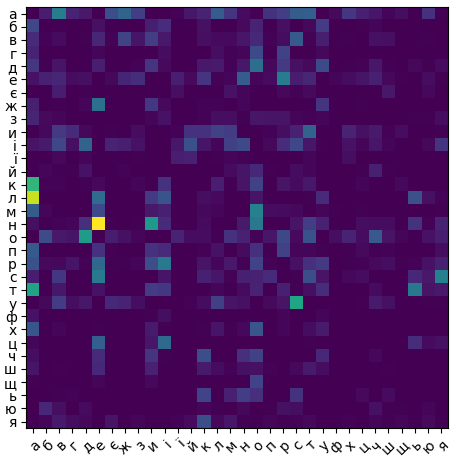 а
б
в
г
д
е
є
ж
з
и
і
ї
й
к
л
м
н
о
п
р
с
т
у
ф
х
ц
ч
ш
щ
ь
ю
я
а б в г д е є ж з и і ї й к л м н о п р с т у ф х ц ч ш щ ь ю я